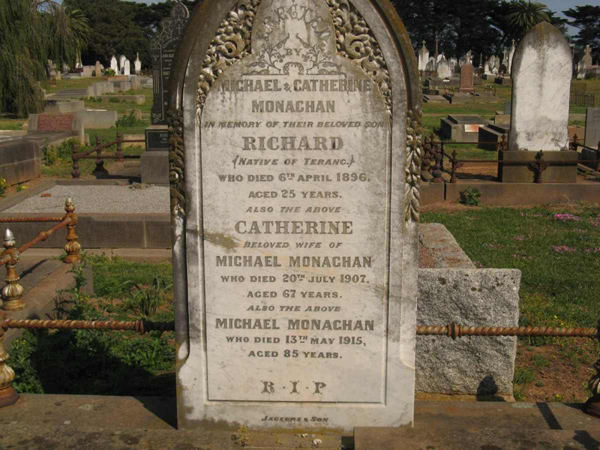 ERECTED
BY
MICHAEL & CATHERINE
MONAGHAN
IN MEMORY OF THEIR BELOVED SON
RICHARD
(NATIVE OF TERANG.)
WHO DIED 6TH APRIL 1896.
AGED 25 YEARS.
ALSO THE ABOVE
CATHERINE
BELOVED WIFE OF
MICHAEL MONAGHAN
WHO DIED 20TH JULY 1907.
AGED 67 YEARS.
ALSO THE ABOVE
MICHAEL MONAGHAN
WHO DIED 13TH MAY 1915,
AGED 85 YEARS.
R.I.P
& SON